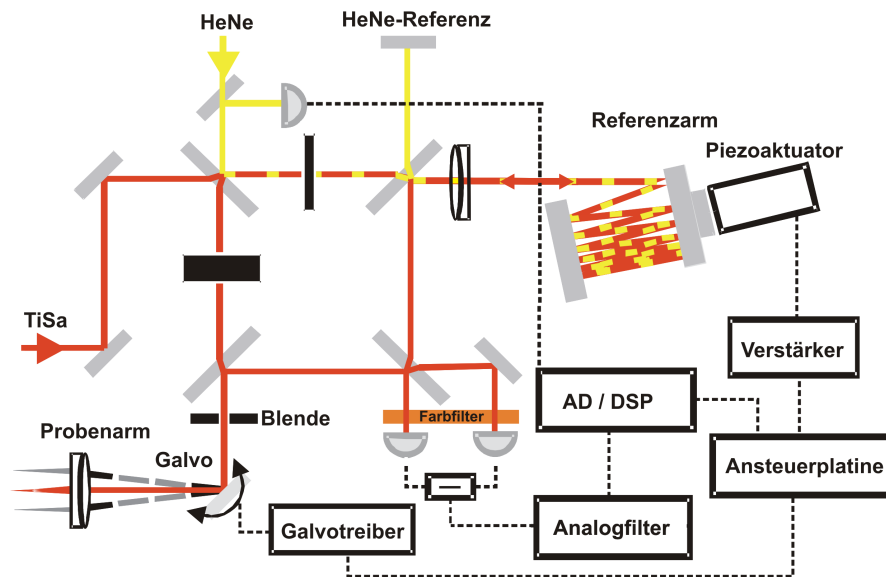 HeNe
HeNe-Referenz
Referenzarm
Piezoaktuator
TiSa
Verstärker
Blende
Farbfilter
AD / DSP
Probenarm
Galvo
Ansteuerplatine
Galvotreiber
Analogfilter